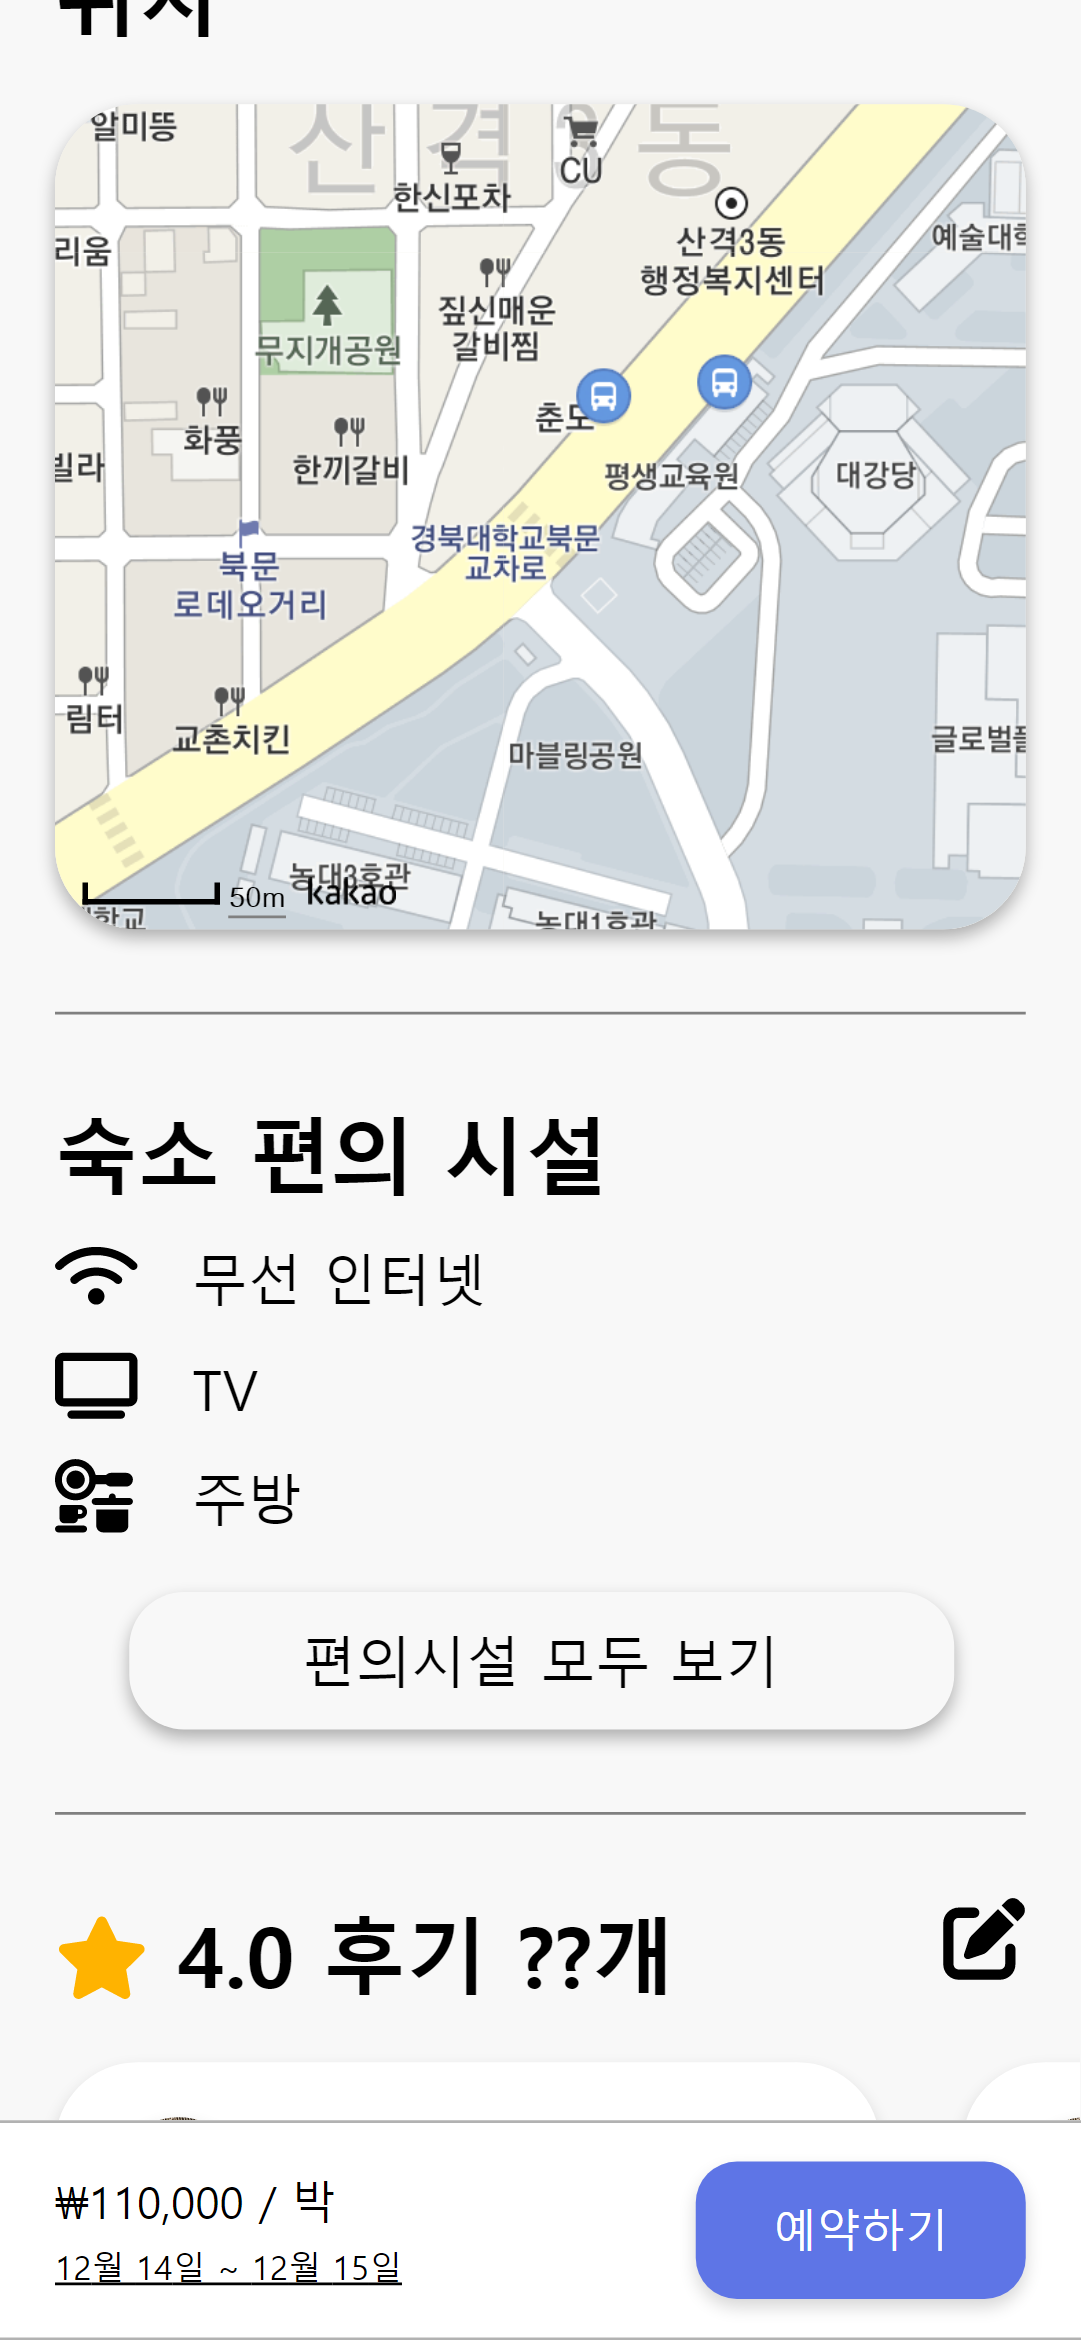 위치
알미뜽
산격3동
CU
한신포차
산격3동
행정복지센터
예술대학
리움
짚신매운
갈비찜
무지개공원
화풍
한끼갈비
춘도
평생교육원
대강당
빌라
경북대학교북문
교차로
북문
로데오거리
림터
교촌치킨
마블링공원
글로벌플
농대3호관
50m
kakao
학교
농대1호관
숙소 편의 시설
무선 인터넷
TV
주방
편의시설 모두 보기
4.0 후기 ??개
₩110,000 / 박
예약하기
12월 14일 ~ 12월 15일